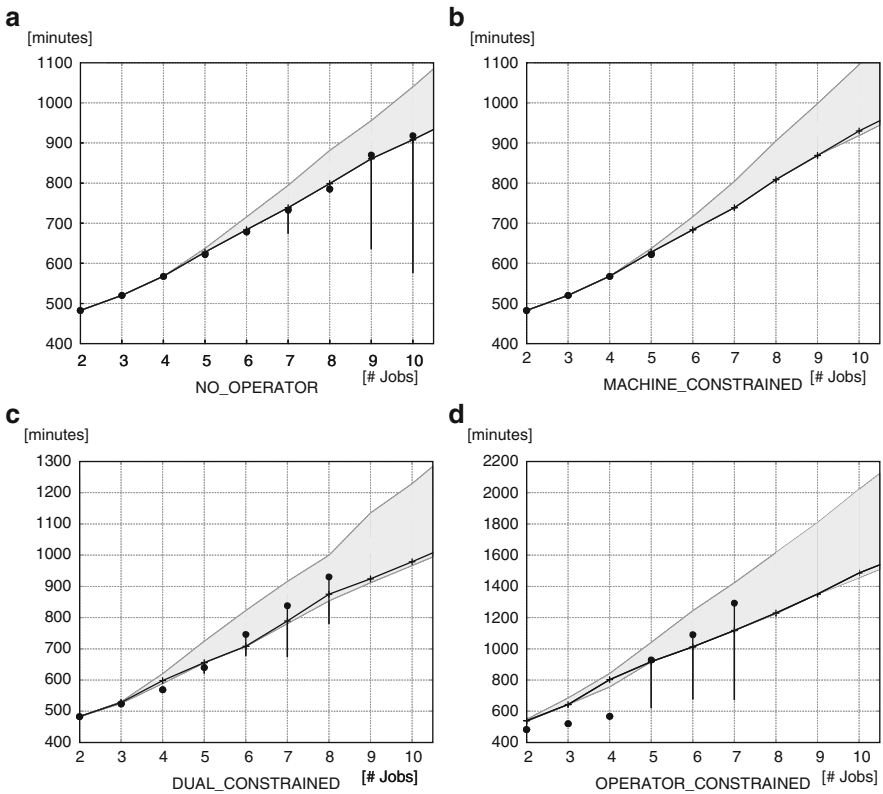 a
[minutes]
1100
1000
900
800
700
600
500
400
2 3 4 5 6 7 8 9 10
[# Jobs]
NO_OPERATOR
b
[minutes]
1100
1000
900
800
700
600
500
400
2 3 4 5 6 7 8 9 10
[# Jobs]
MACHINE_CONSTRAINED
c
[minutes]
1300
1200
1100
1000
900
800
700
600
500
400
2 3 4 5 6 7 8 9 10
[# Jobs]
DUAL_CONSTRAINED
d
[minutes]
2200
2000
1800
1600
1400
1200
1000
800
600
400
2 3 4 5 6 7 8 9 10
[# Jobs]
OPERATOR_CONSTRAINED